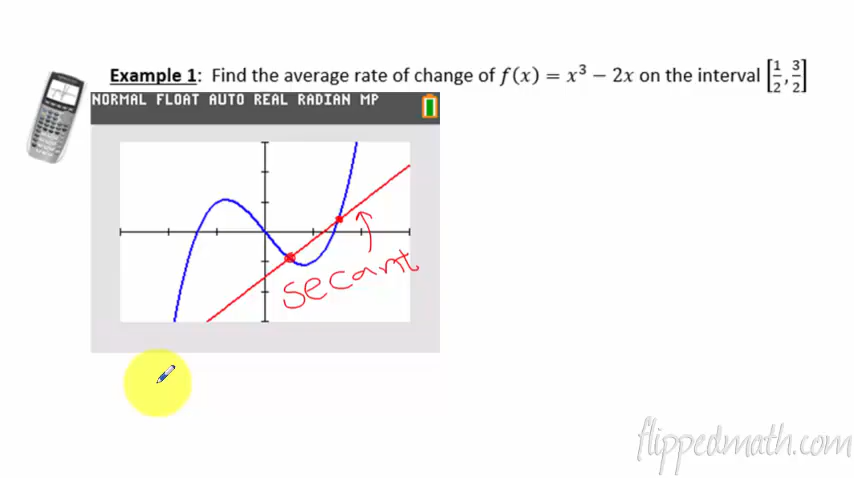 Example 1: Find the average rate of change of f(x) = x³ − 2x on the interval [1/2, 3/2]
NORMAL FLOAT AUTO REAL RADIAN MP
secant
flippedmath.com